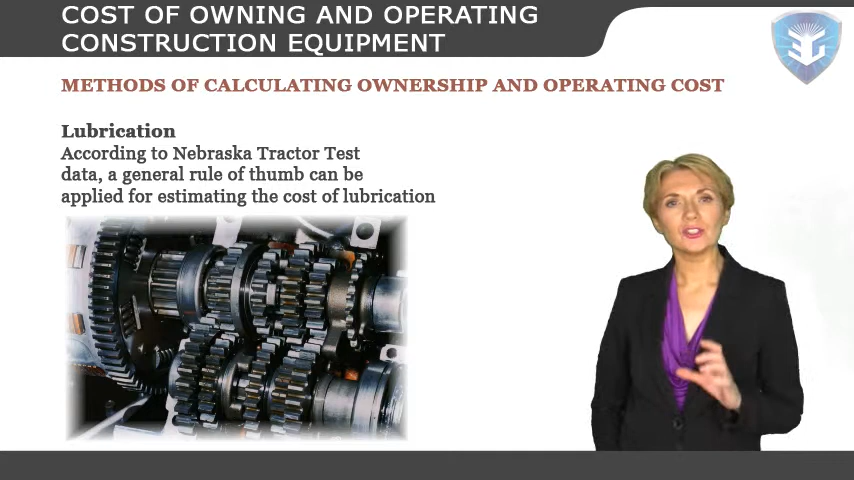 COST OF OWNING AND OPERATING
CONSTRUCTION EQUIPMENT
METHODS OF CALCULATING OWNERSHIP AND OPERATING COST
Lubrication
According to Nebraska Tractor Test
data, a general rule of thumb can be
applied for estimating the cost of lubrication